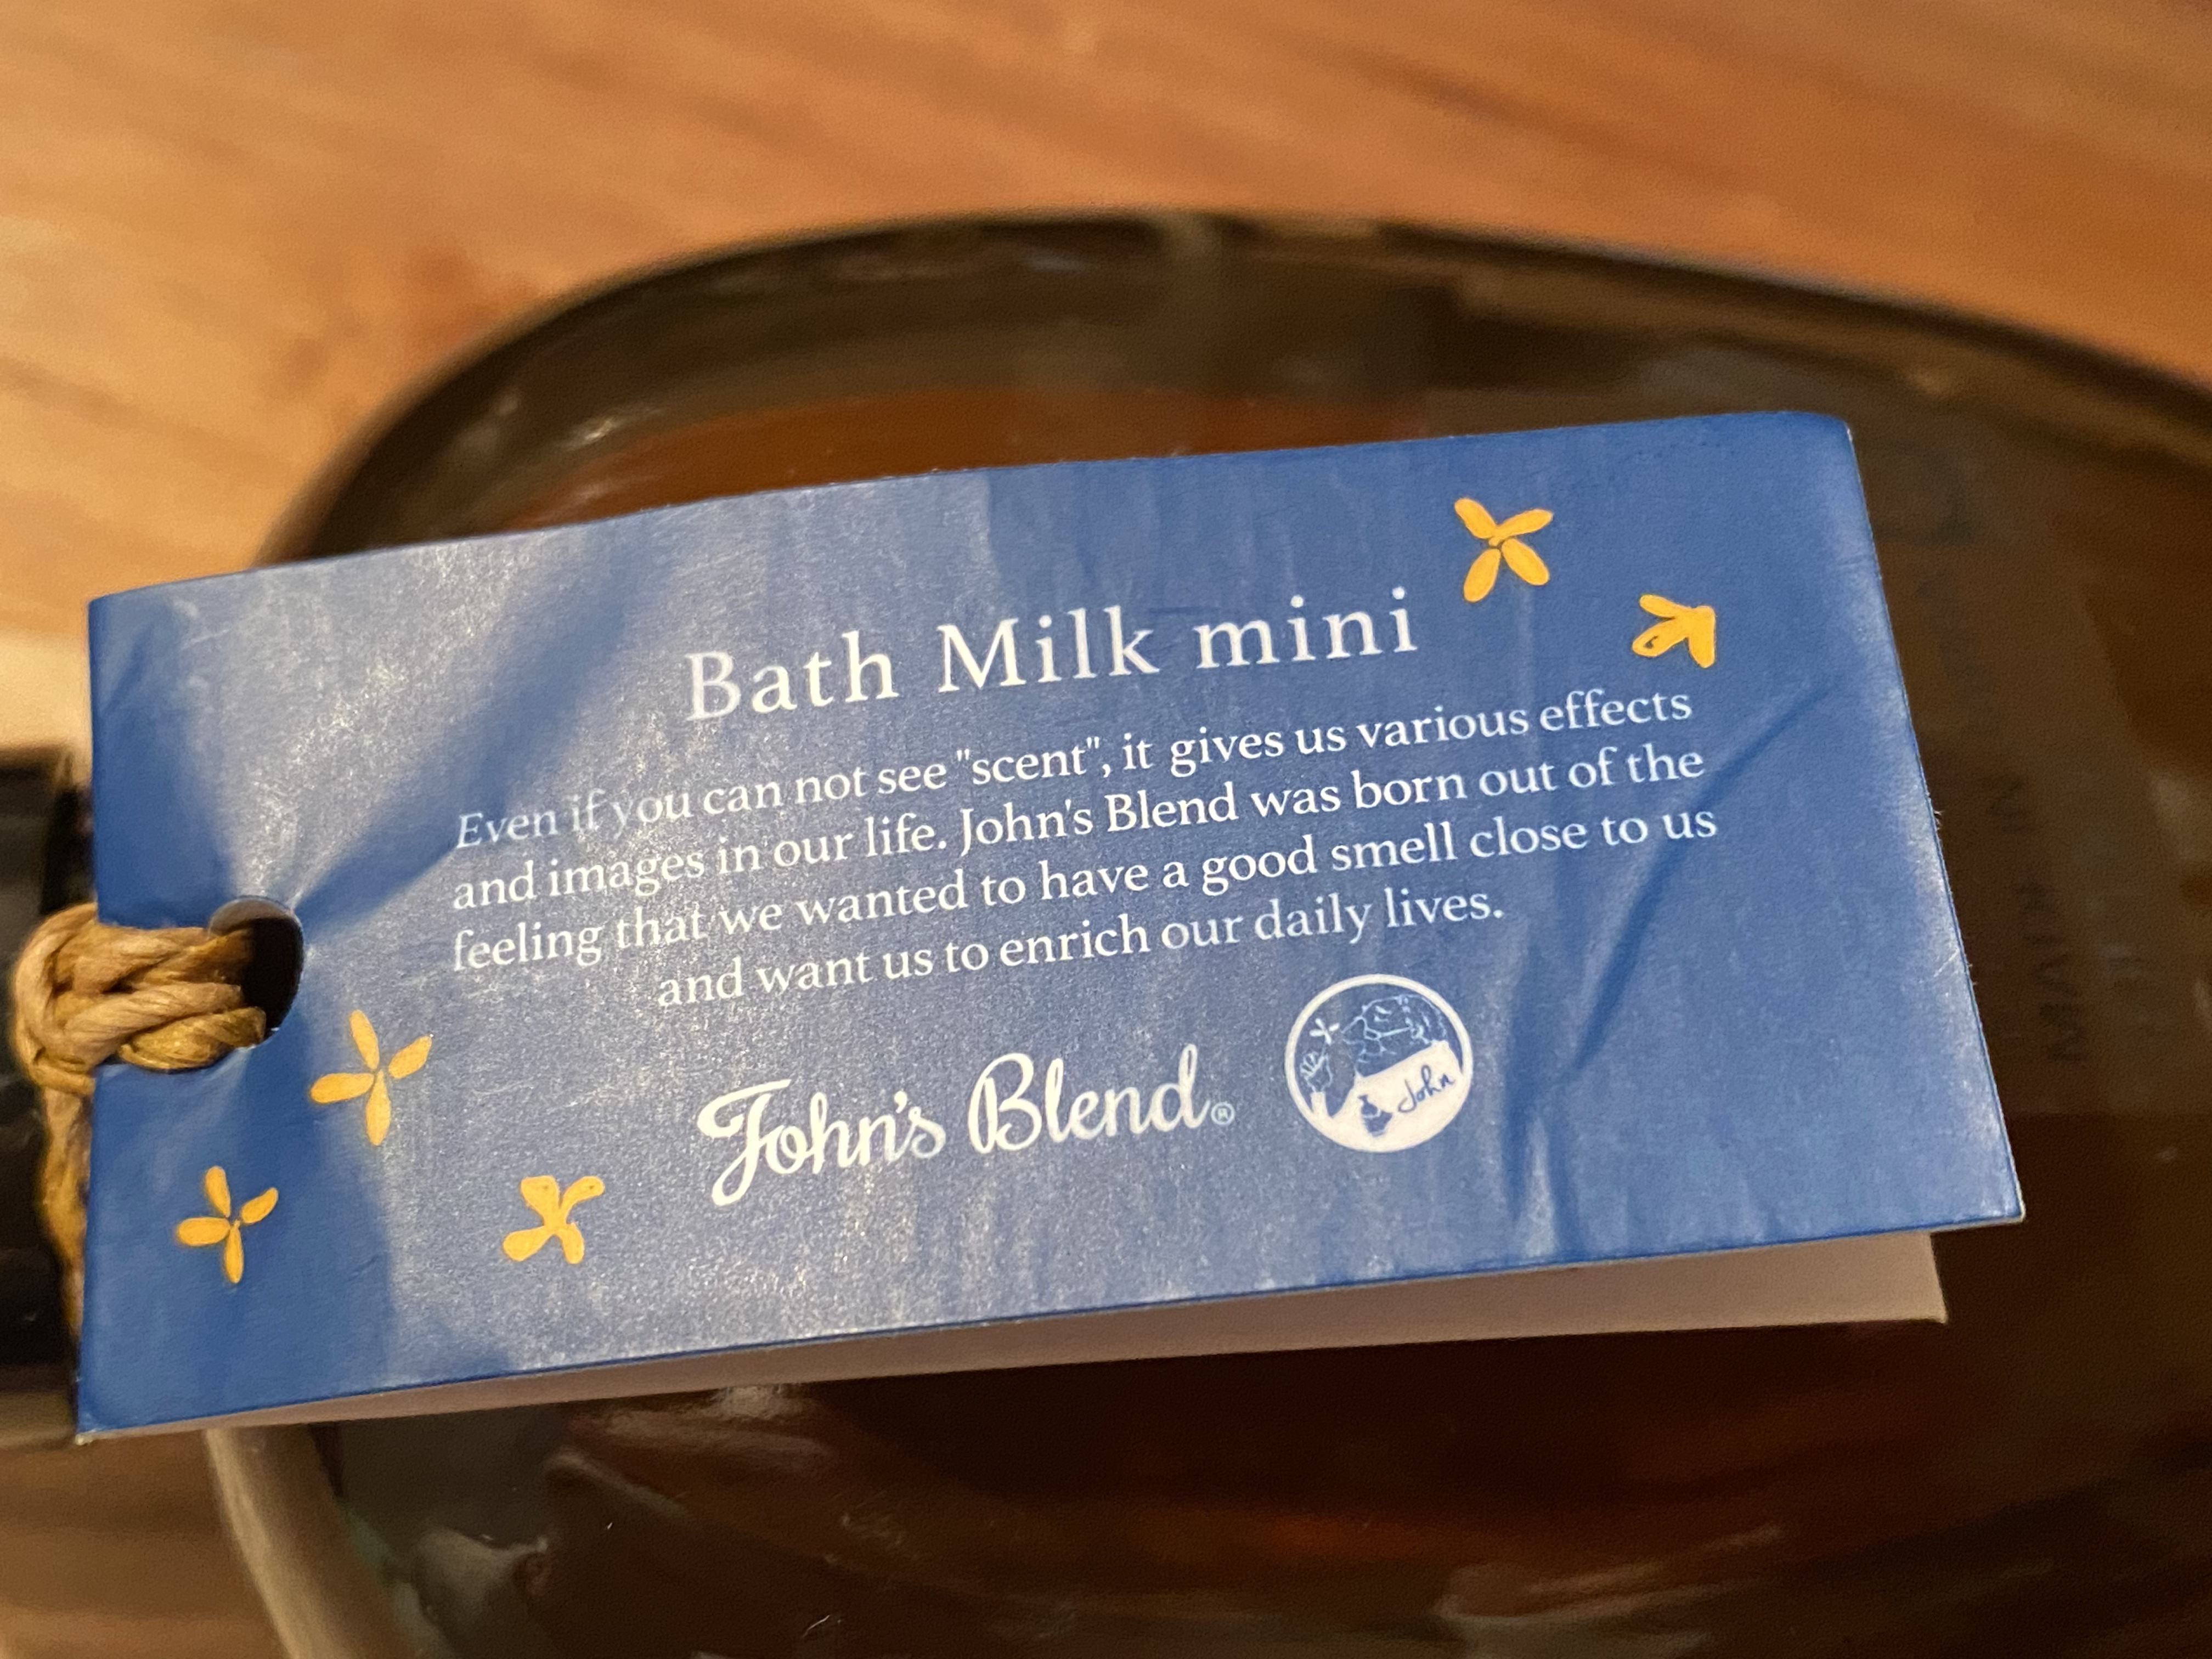 Bath Milk mini
Even if you can not see "scent", it gives us various effects
and images in our life. John's Blend was born out of the
feeling that we wanted to have a good smell close to us
and want us to enrich our daily lives.
John's Blend®
John